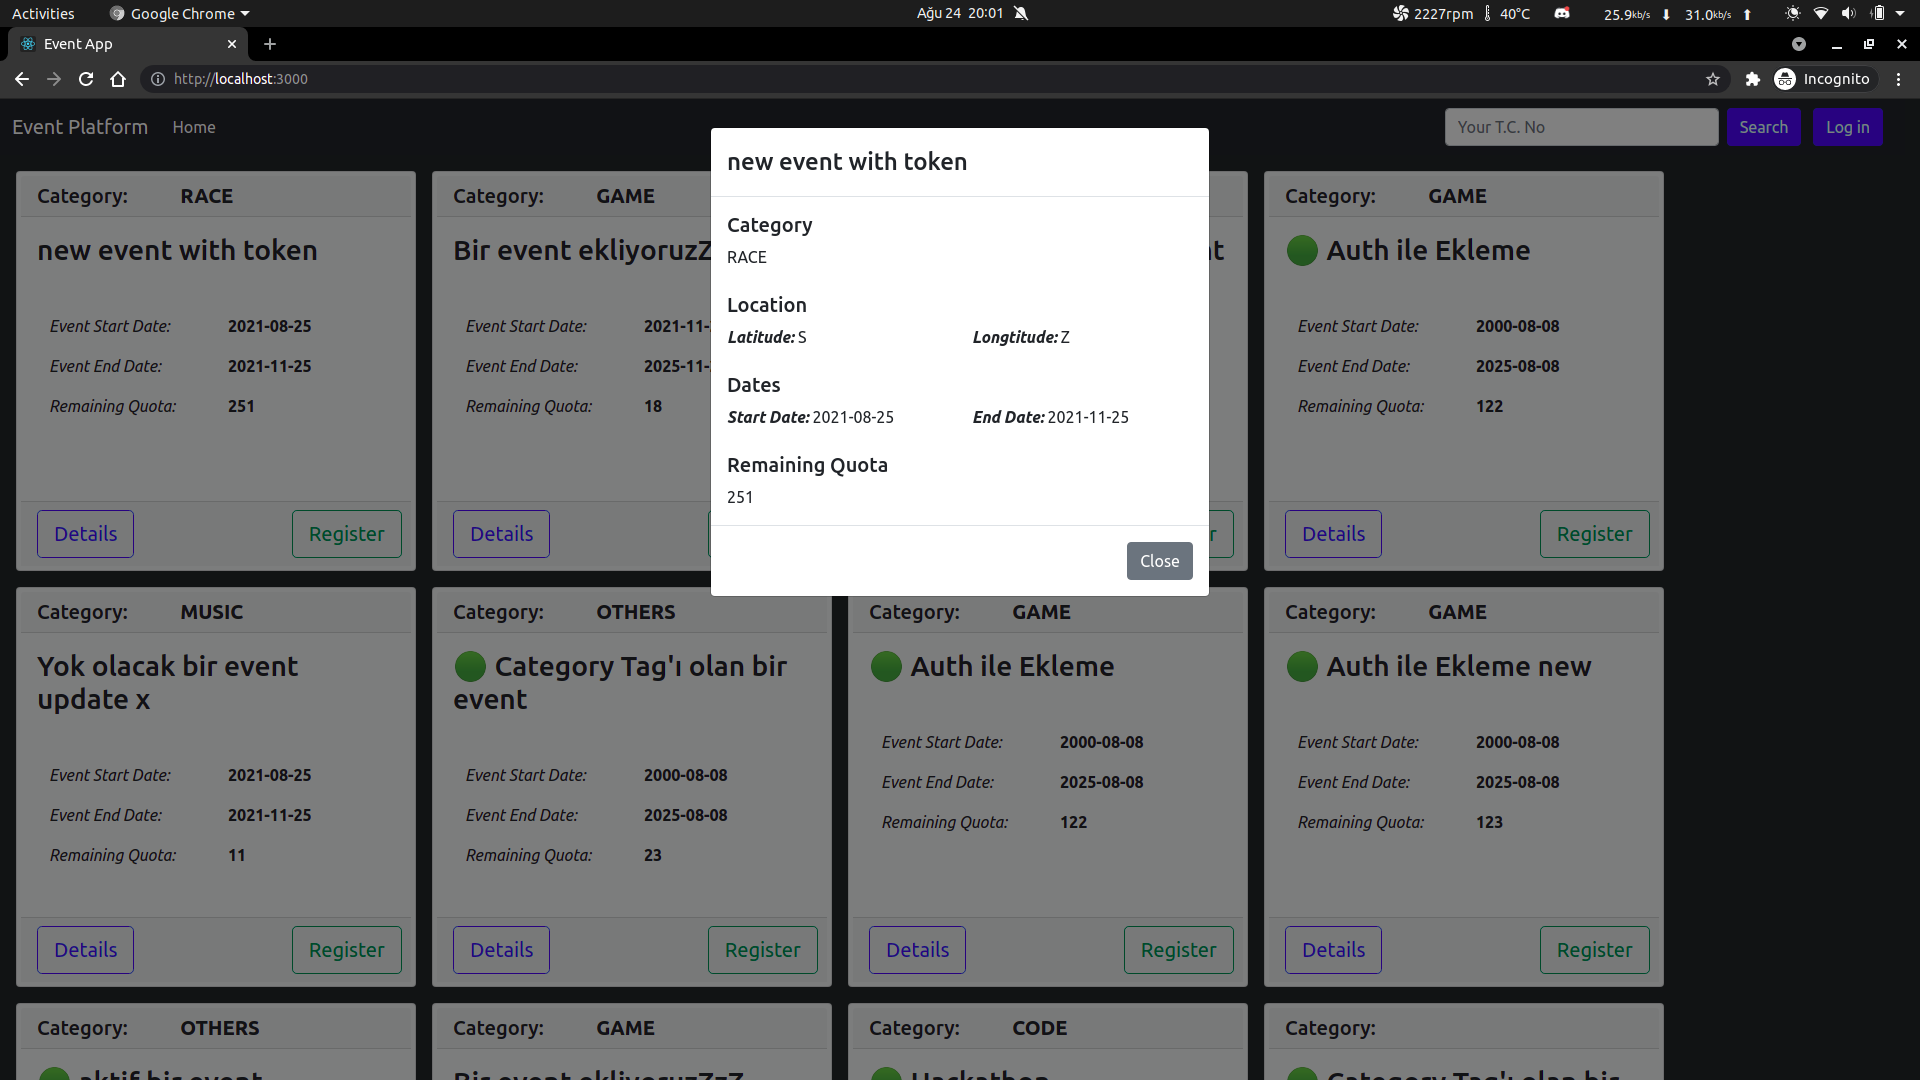 Activities Google Chrome Ağu 24 20:01 2227rpm 40°C 25.9kb/s 31.0kb/s
Event App
http://localhost:3000 Incognito
Event Platform Home Your T.C. No Search Log in
new event with token
Category
RACE
Location
Latitude: S Longtitude: Z
Dates
Start Date: 2021-08-25 End Date: 2021-11-25
Remaining Quota
251
Close
Category: RACE
new event with token
Event Start Date: 2021-08-25
Event End Date: 2021-11-25
Remaining Quota: 251
Details Register
Category: GAME
Bir event ekliyoruzZ
Event Start Date: 2021-11-
Event End Date: 2025-11-
Remaining Quota: 18
Details
Category: GAME
Auth ile Ekleme
Event Start Date: 2000-08-08
Event End Date: 2025-08-08
Remaining Quota: 122
Details Register
Category: MUSIC
Yok olacak bir event
update x
Event Start Date: 2021-08-25
Event End Date: 2021-11-25
Remaining Quota: 11
Details Register
Category: OTHERS
Category Tag'ı olan bir
event
Event Start Date: 2000-08-08
Event End Date: 2025-08-08
Remaining Quota: 23
Details Register
Category: GAME
Auth ile Ekleme
Event Start Date: 2000-08-08
Event End Date: 2025-08-08
Remaining Quota: 122
Details Register
Category: GAME
Auth ile Ekleme new
Event Start Date: 2000-08-08
Event End Date: 2025-08-08
Remaining Quota: 123
Details Register
Category: OTHERS
aktif bir event
Category: GAME
Bir event ekliyoruzZzZ
Category: CODE
Hackathon
Category:
Category Tag'ı olan bir